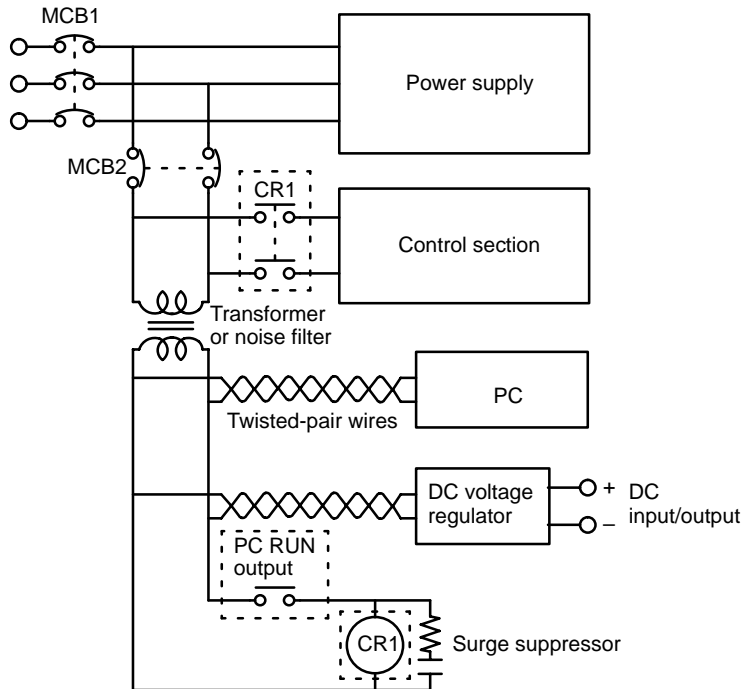 MCB1
Power supply
MCB2
CR1
Control section
Transformer
or noise filter
PC
Twisted-pair wires
DC voltage
regulator
+
–
DC
input/output
PC RUN
output
CR1
Surge suppressor